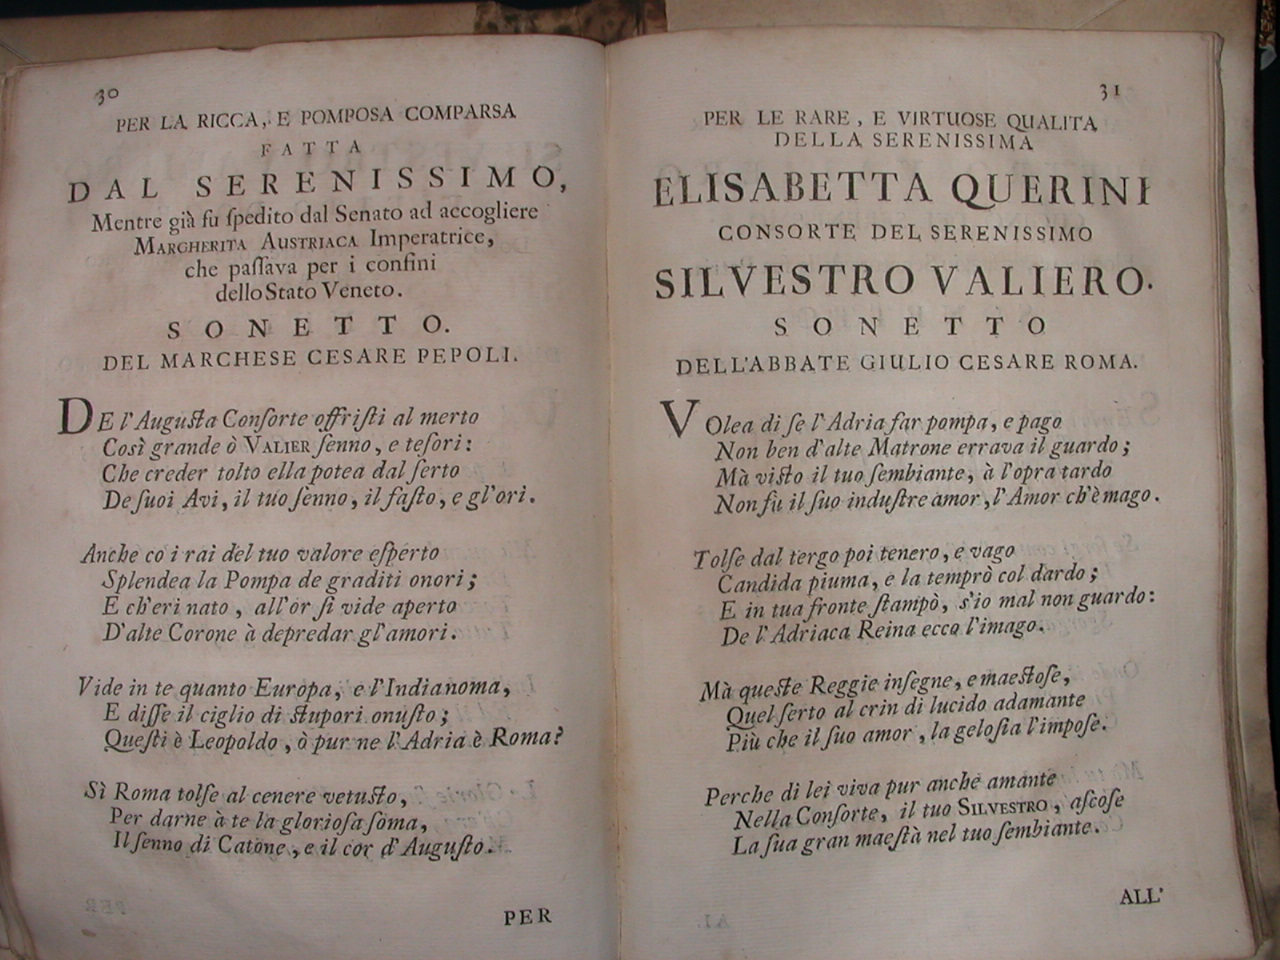 30
PER LA RICCA, E POMPOSA COMPARSA
FATTA
DAL SERENISSIMO,
Mentre già fu ſpedito dal Senato ad accogliere
MARGHERITA AUSTRIACA Imperatrice,
che paſſava per i confini
dello Stato Veneto.
SONETTO.
DEL MARCHESE CESARE PEPOLI.
DE l'Auguſta Conſorte offriſti al merto
Così grande ò VALIER ſenno, e teſori:
Che creder tolto ella potea dal ſerto
De ſuoi Avi, il tuo ſenno, il faſto, e gl'ori.
Anche co i rai del tuo valore eſperto
Splendea la Pompa de graditi onori;
E ch'eri nato, all'or ſi vide aperto
D'alte Corone à depredar gl'amori.
Vide in te quanto Europa, e l'Indianoma,
E diſſe il ciglio di ſtupori onuſto;
Queſti è Leopoldo, ò pur ne l'Adria è Roma?
Sì Roma tolſe al cenere vetuſto,
Per darne à te la glorioſa ſoma,
Il ſenno di Catone, e il cor d'Auguſto.
PER
31
PER LE RARE, E VIRTUOSE QUALITA
DELLA SERENISSIMA
ELISABETTA QUERINI
CONSORTE DEL SERENISSIMO
SILVESTRO VALIERO.
SONETTO
DELL'ABBATE GIULIO CESARE ROMA.
VOlea di ſe l'Adria far pompa, e pago
Non ben d'alte Matrone errava il guardo;
Mà viſto il tuo ſembiante, à l'opra tardo
Non fù il ſuo induſtre amor, l'Amor ch'è mago.
Tolſe dal tergo poi tenero, e vago
Candida piuma, e la temprò col dardo;
E in tua fronte ſtampò, s'io mal non guardo:
De l'Adriaca Reina ecco l'imago.
Mà queſte Reggie inſegne, e maeſtoſe,
Quel ſerto al crin di lucido adamante
Più che il ſuo amor, la geloſia l'impoſe.
Perche di lei viva pur anche amante
Nella Conſorte, il tuo SILVESTRO, aſcoſe
La ſua gran maeſtà nel tuo ſembiante.
ALL'